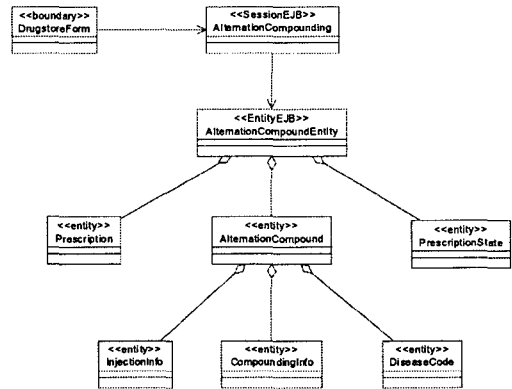 <<boundary>>
DrugstoreForm
<<SessionEJB>>
AlternationCompounding
<<EntityEJB>>
AlternationCompoundEntity
<<entity>>
Prescription
<<entity>>
AlternationCompound
<<entity>>
PrescriptionState
<<entity>>
InjectionInfo
<<entity>>
CompoundingInfo
<<entity>>
DiseaseCode